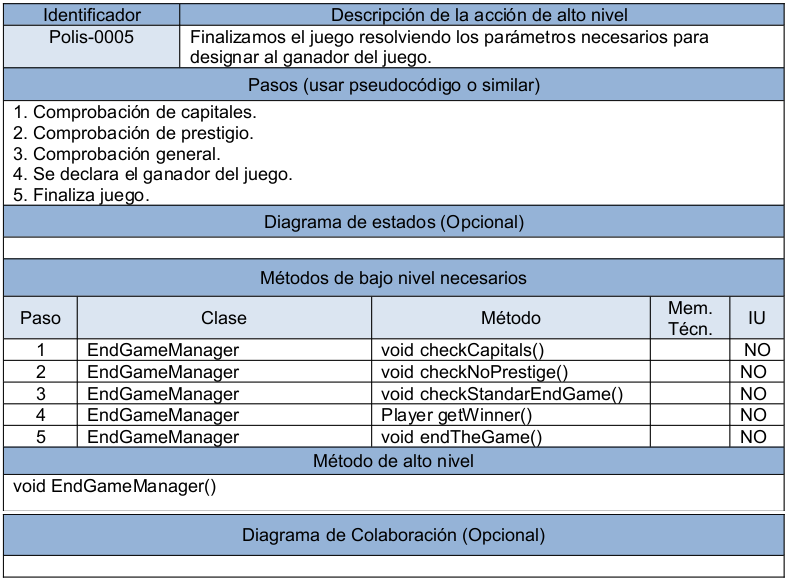 Identificador Descripción de la acción de alto nivel
Polis-0005 Finalizamos el juego resolviendo los parámetros necesarios para
designar al ganador del juego.
Pasos (usar pseudocódigo o similar)
1. Comprobación de capitales.
2. Comprobación de prestigio.
3. Comprobación general.
4. Se declara el ganador del juego.
5. Finaliza juego.
Diagrama de estados (Opcional)
Métodos de bajo nivel necesarios
Paso Clase Método Mem. Técn. IU
1 EndGameManager void checkCapitals() NO
2 EndGameManager void checkNoPrestige() NO
3 EndGameManager void checkStandarEndGame() NO
4 EndGameManager Player getWinner() NO
5 EndGameManager void endTheGame() NO
Método de alto nivel
void EndGameManager()
Diagrama de Colaboración (Opcional)